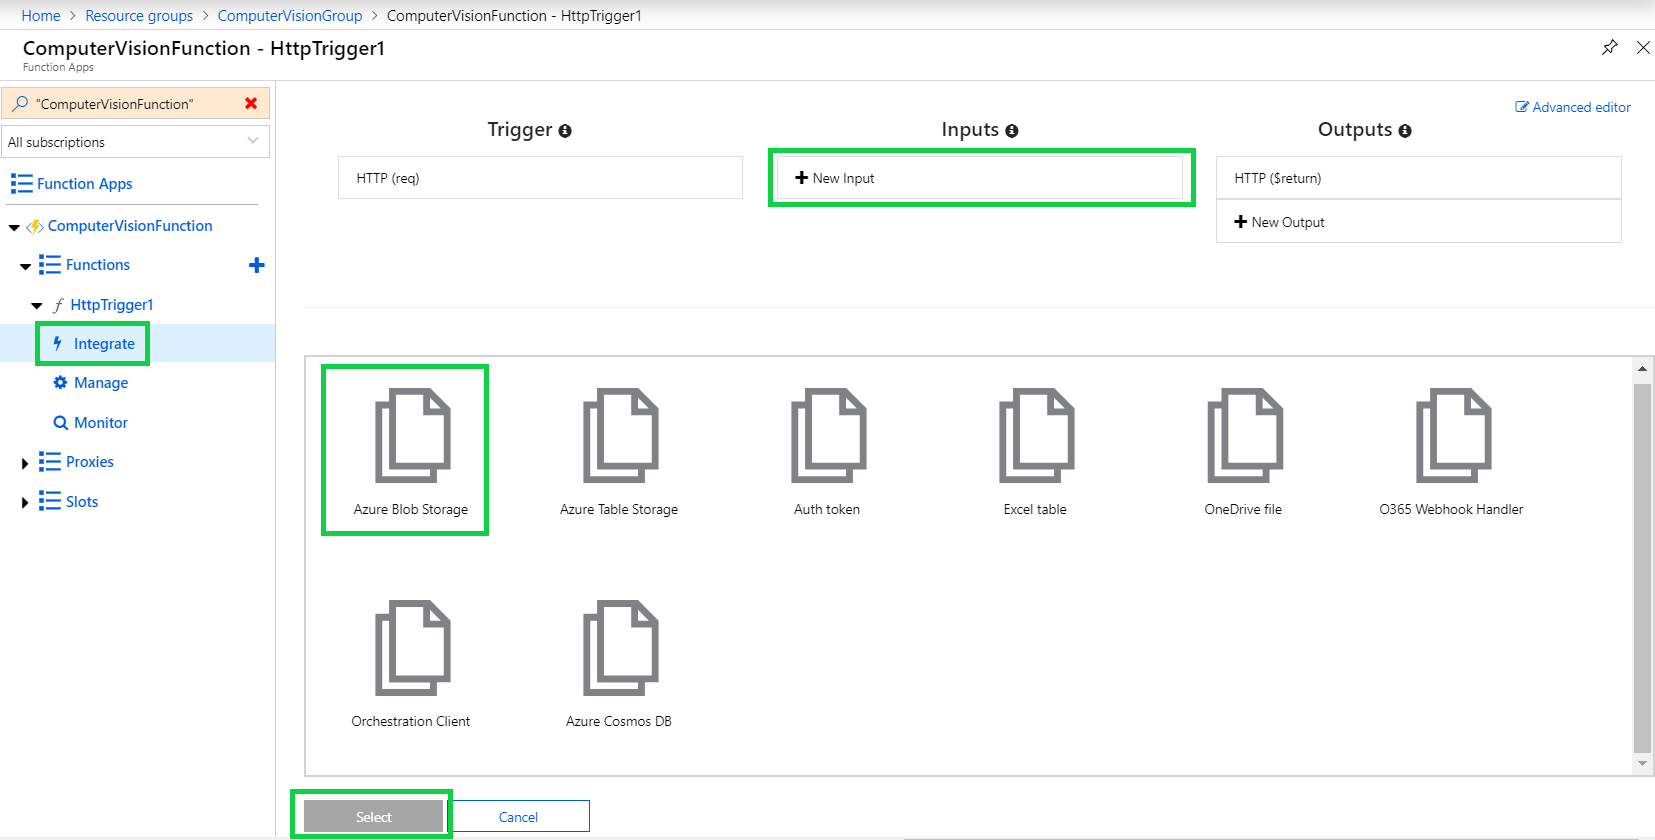 Home > Resource groups > ComputerVisionGroup > ComputerVisionFunction - HttpTrigger1
ComputerVisionFunction - HttpTrigger1
Function Apps
"ComputerVisionFunction"
All subscriptions
Function Apps
ComputerVisionFunction
Functions
HttpTrigger1
Integrate
Manage
Monitor
Proxies
Slots
Advanced editor
Trigger
Inputs
Outputs
HTTP (req)
New Input
HTTP ($return)
New Output
Azure Blob Storage
Azure Table Storage
Auth token
Excel table
OneDrive file
O365 Webhook Handler
Orchestration Client
Azure Cosmos DB
Select
Cancel